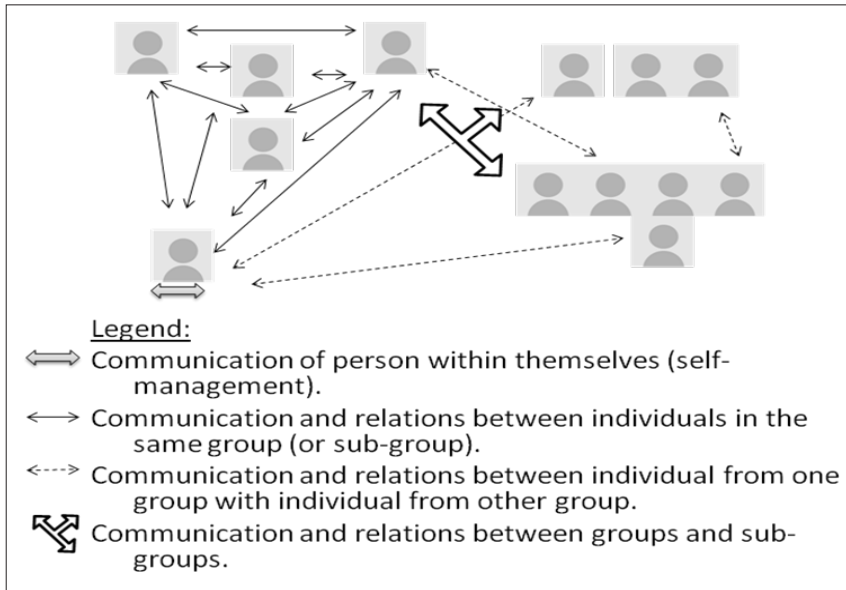 Legend:
Communication of person within themselves (self-
management).
Communication and relations between individuals in the
same group (or sub-group).
Communication and relations between individual from one
group with individual from other group.
Communication and relations between groups and sub-
groups.